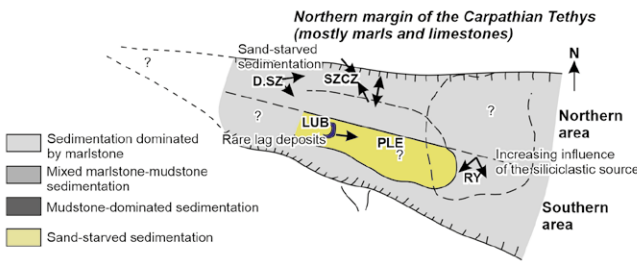 Northern margin of the Carpathian Tethys
(mostly marls and limestones)
Sand-starved
sedimentation
?
D.SZ
SZCZ
N
?
Northern
area
?
LUB
Rare lag deposits
PLE
?
RY
Increasing influence
of the siliciclastic source
Southern
area
Sedimentation dominated
by marlstone
Mixed marlstone-mudstone
sedimentation
Mudstone-dominated sedimentation
Sand-starved sedimentation